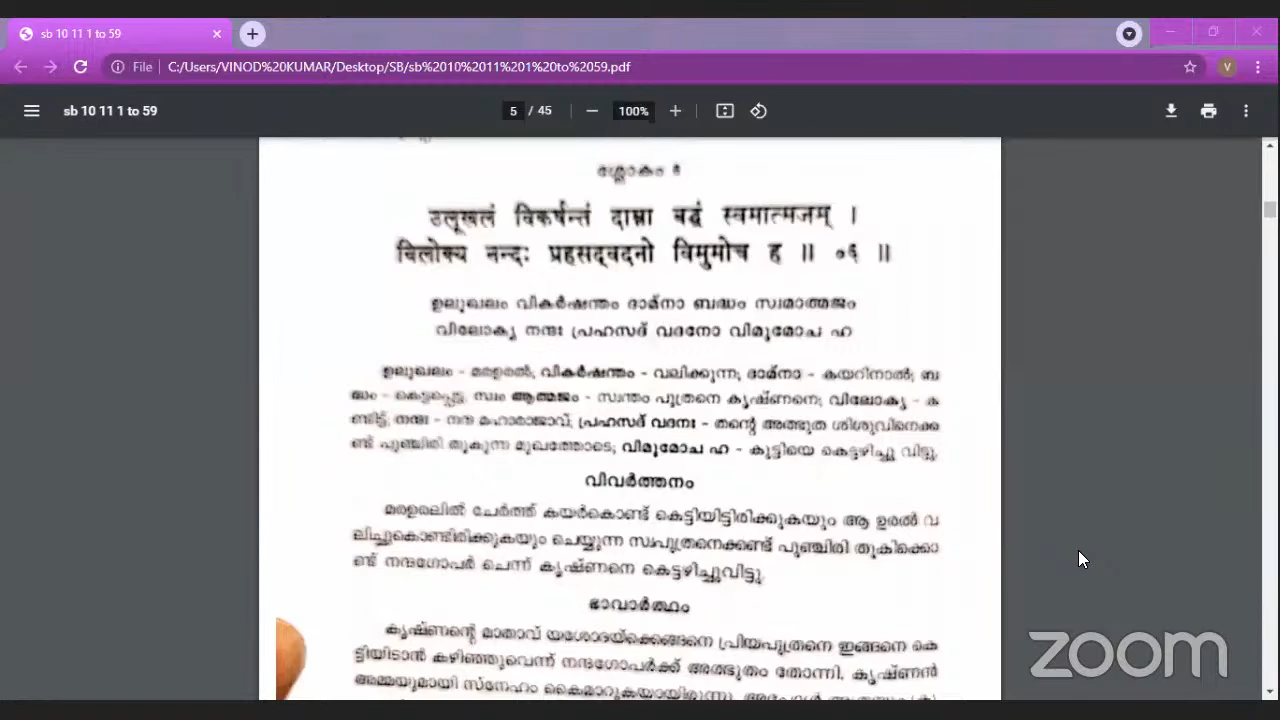 sb 10 11 1 to 59
File C:/Users/VINOD%20KUMAR/Desktop/SB/sb%2010%2011%201%20to%2059.pdf
V
sb 10 11 1 to 59 5 / 45 100%
ശ്ലോകം
उलूखलं विकर्षन्तं दाम्ना बद्धं स्वमात्मजम् ।
विलोक्य नन्दः प्रहसद्वदनो विमुमोच ह ॥ ०६ ॥
ഉലൂഖലം വികർഷന്തം ദാമ്നാ ബദ്ധം സ്വമാത്മജം
വിലോക്യ നന്ദഃ പ്രഹസദ് വദനോ വിമുമോച ഹ
ഉലൂഖലം - മരഉരൽ; വികർഷന്തം - വലിക്കുന്ന; ദാമ്നാ - കയറിനാൽ; ബ
ദ്ധം - കെട്ടപ്പെട്ട; സ്വം ആത്മജം - സ്വന്തം പുത്രനെ കൃഷ്ണനെ; വിലോക്യ - ക
ണ്ടിട്ട്; നന്ദഃ - നന്ദ മഹാരാജാവ്; പ്രഹസദ് വദനഃ - തന്റെ അത്ഭുത ശിശുവിനെക്ക
ണ്ട് പുഞ്ചിരി തൂകുന്ന മുഖത്തോടെ; വിമുമോച ഹ - കുട്ടിയെ കെട്ടഴിച്ചു വിട്ടു.
വിവർത്തനം
മരഉരലിൽ ചേർത്ത് കയർകൊണ്ട് കെട്ടിയിട്ടിരിക്കുകയും ആ ഉരൽ വ
ലിച്ചുകൊണ്ടിരിക്കുകയും ചെയ്യുന്ന സ്വപുത്രനെക്കണ്ട് പുഞ്ചിരി തൂകിക്കൊ
ണ്ട് നന്ദഗോപർ ചെന്ന് കൃഷ്ണനെ കെട്ടഴിച്ചുവിട്ടു.
ഭാവാർത്ഥം
കൃഷ്ണന്റെ മാതാവ് യശോദയ്ക്കെങ്ങനെ പ്രിയപുത്രനെ ഇങ്ങനെ കെ
ട്ടിയിടാൻ കഴിഞ്ഞുവെന്ന് നന്ദഗോപർക്ക് അത്ഭുതം തോന്നി. കൃഷ്ണൻ
അമ്മയുമായി സ്നേഹം കൈമാറുകയായിരുന്നു.
zoom